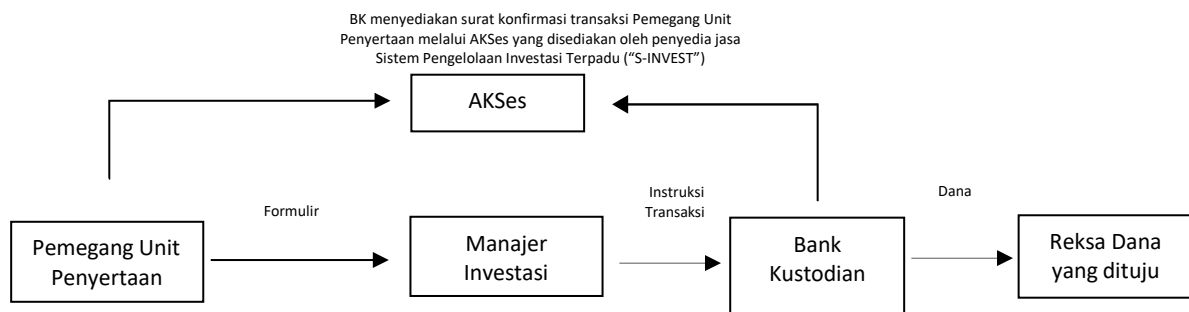 BK menyediakan surat konfirmasi transaksi Pemegang Unit
Penyertaan melalui AKSes yang disediakan oleh penyedia jasa
Sistem Pengelolaan Investasi Terpadu (“S-INVEST”)
AKSes
Formulir
Instruksi
Transaksi
Dana
Pemegang Unit
Penyertaan
Manajer
Investasi
Bank
Kustodian
Reksa Dana
yang dituju